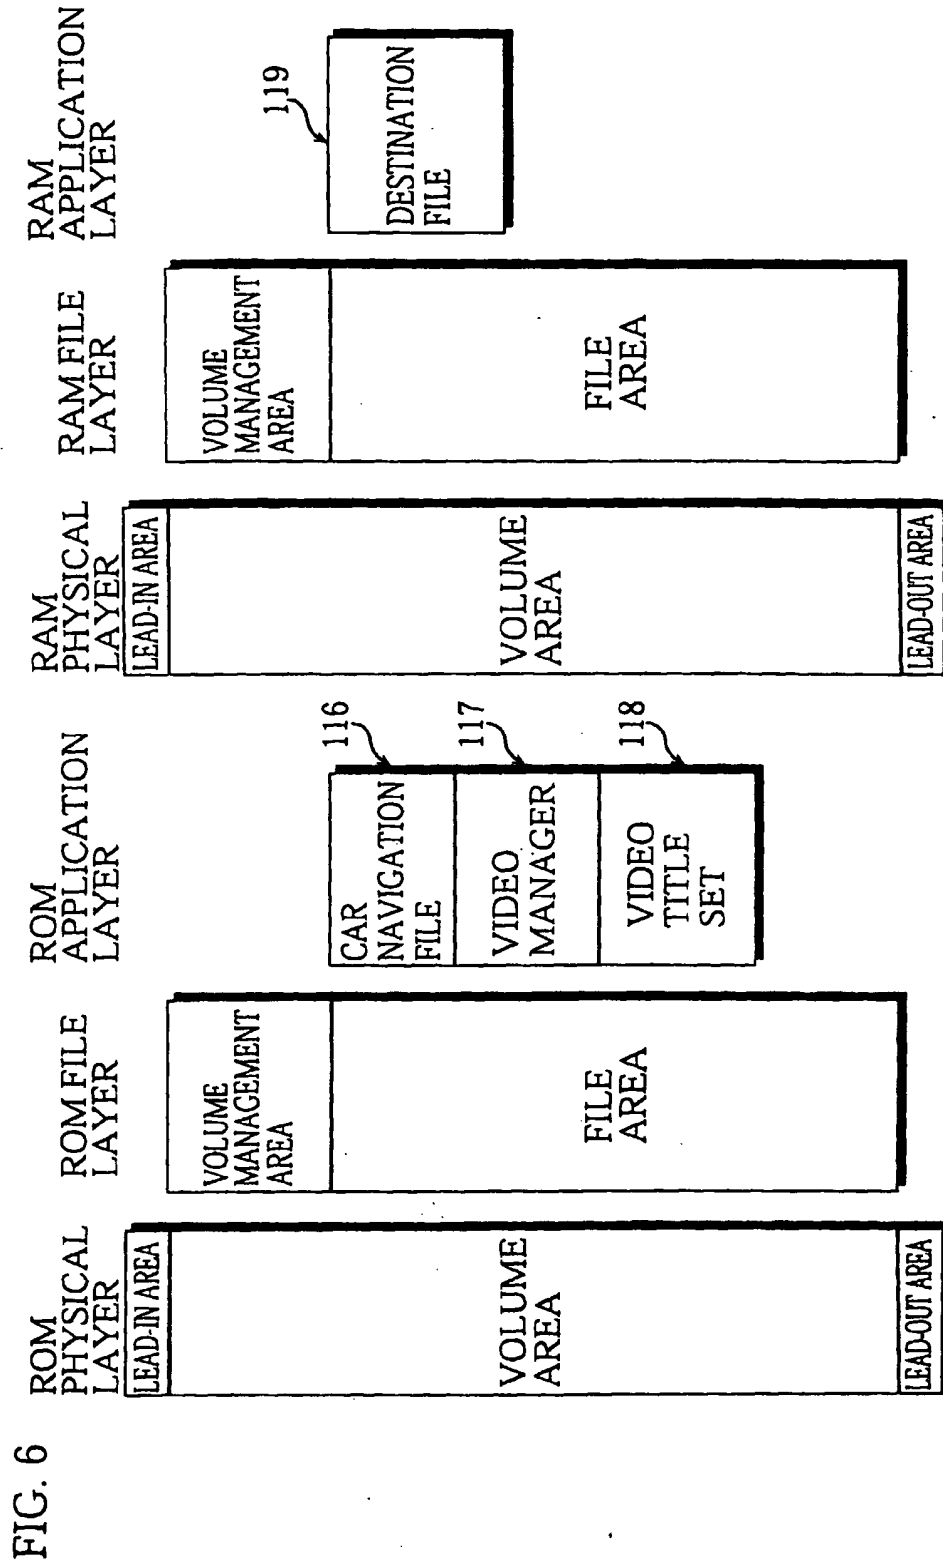 FIG. 6
ROM
PHYSICAL
LAYER
LEAD-IN AREA
VOLUME
AREA
LEAD-OUT AREA
ROM FILE
LAYER
VOLUME
MANAGEMENT
AREA
FILE
AREA
ROM
APPLICATION
LAYER
CAR
NAVIGATION
FILE
116
VIDEO
MANAGER
117
VIDEO
TITLE
SET
118
RAM
PHYSICAL
LAYER
LEAD-IN AREA
VOLUME
AREA
LEAD-OUT AREA
RAM FILE
LAYER
VOLUME
MANAGEMENT
AREA
FILE
AREA
RAM
APPLICATION
LAYER
119
DESTINATION
FILE